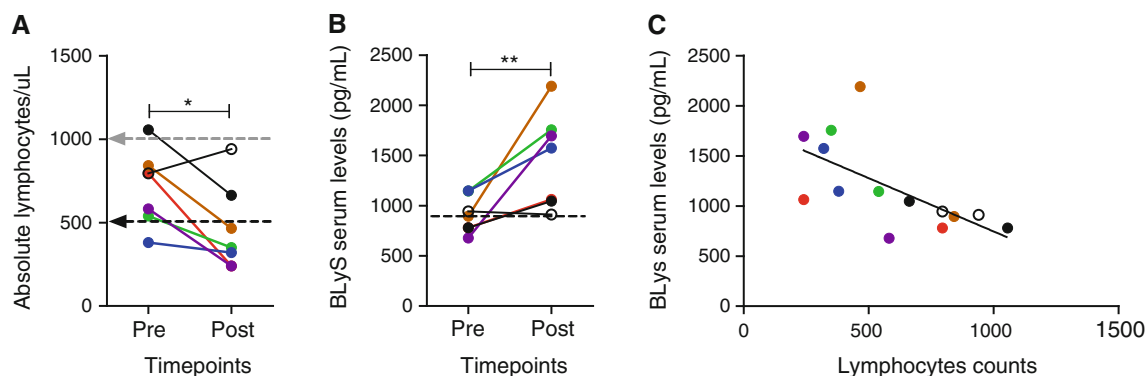 A
Absolute lymphocytes/uL
1500
1000
500
0
*
Pre
Post
Timepoints
B
BLyS serum levels (pg/mL)
2500
2000
1500
1000
500
0
**
Pre
Post
Timepoints
C
BLys serum levels (pg/mL)
2500
2000
1500
1000
500
0
0
500
1000
1500
Lymphocytes counts